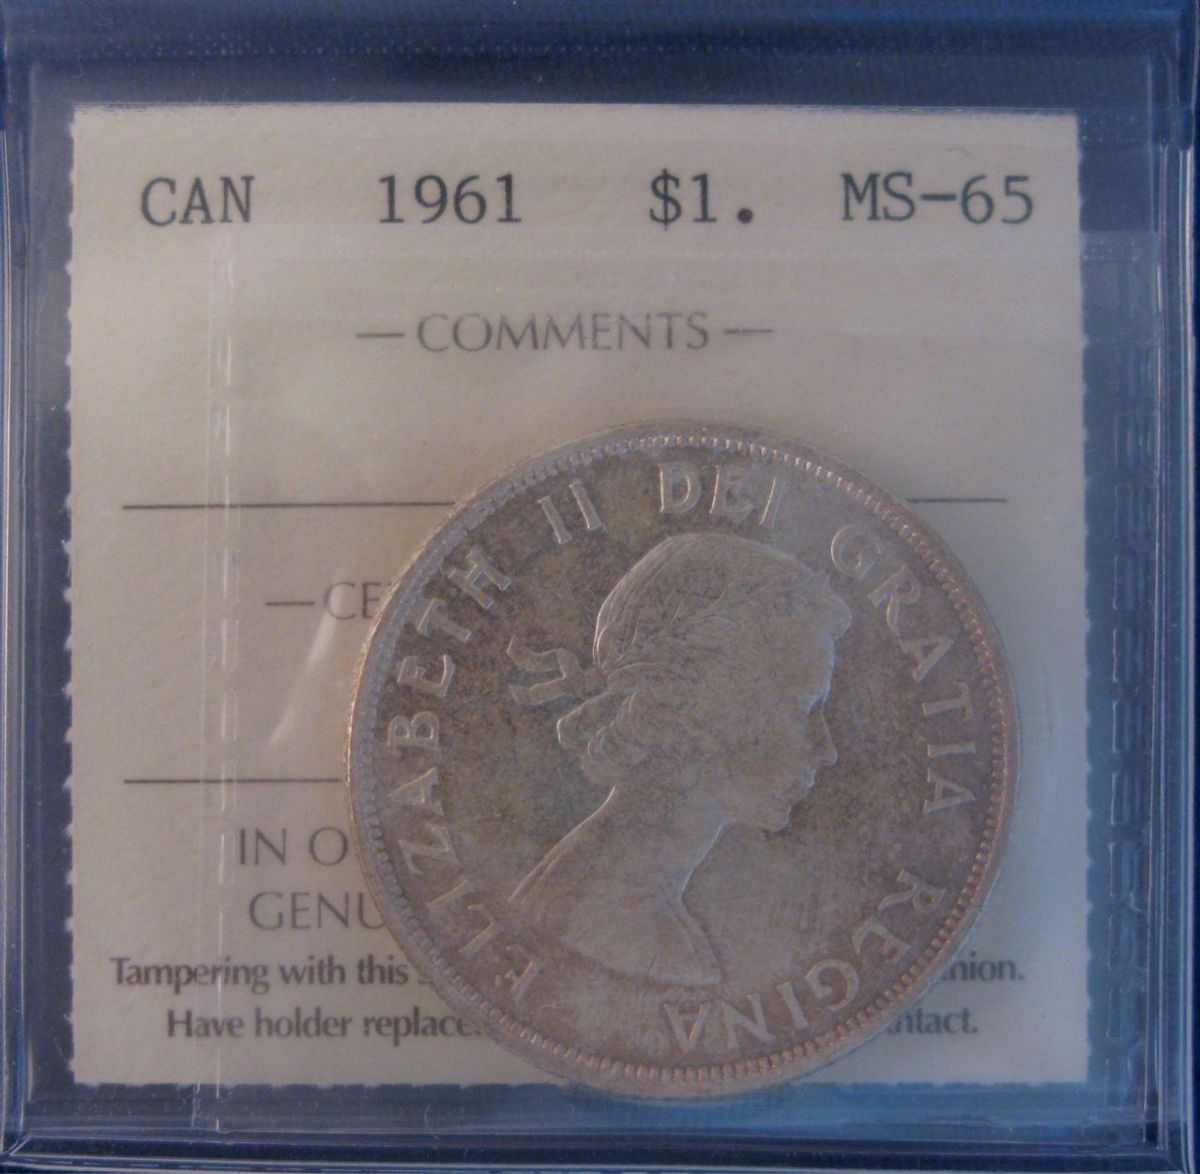 CAN 1961 $1. MS-65
— COMMENTS —
— CE
IN O
GENU
Tampering with this nion.
Have holder replace ntact.
ELIZABETH II DEI GRATIA REGINA